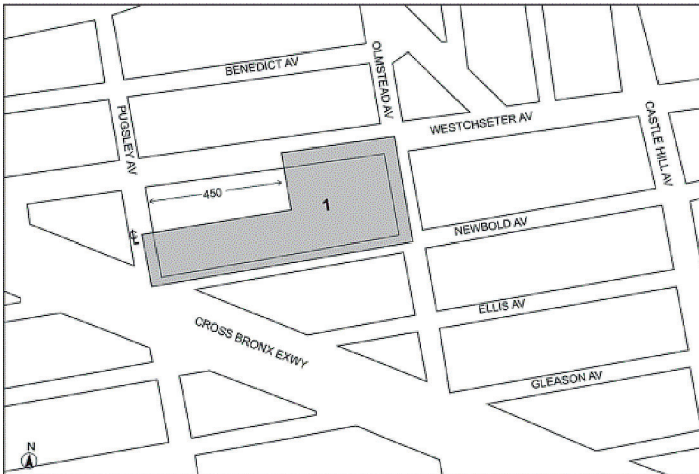 BENEDICT AV
OLMSTEAD AV
PUGSLEY AV
WESTCHSETER AV
CASTLE HILL AV
450
1
NEWBOLD AV
ELLIS AV
CROSS BRONX EXWY
GLEASON AV
N